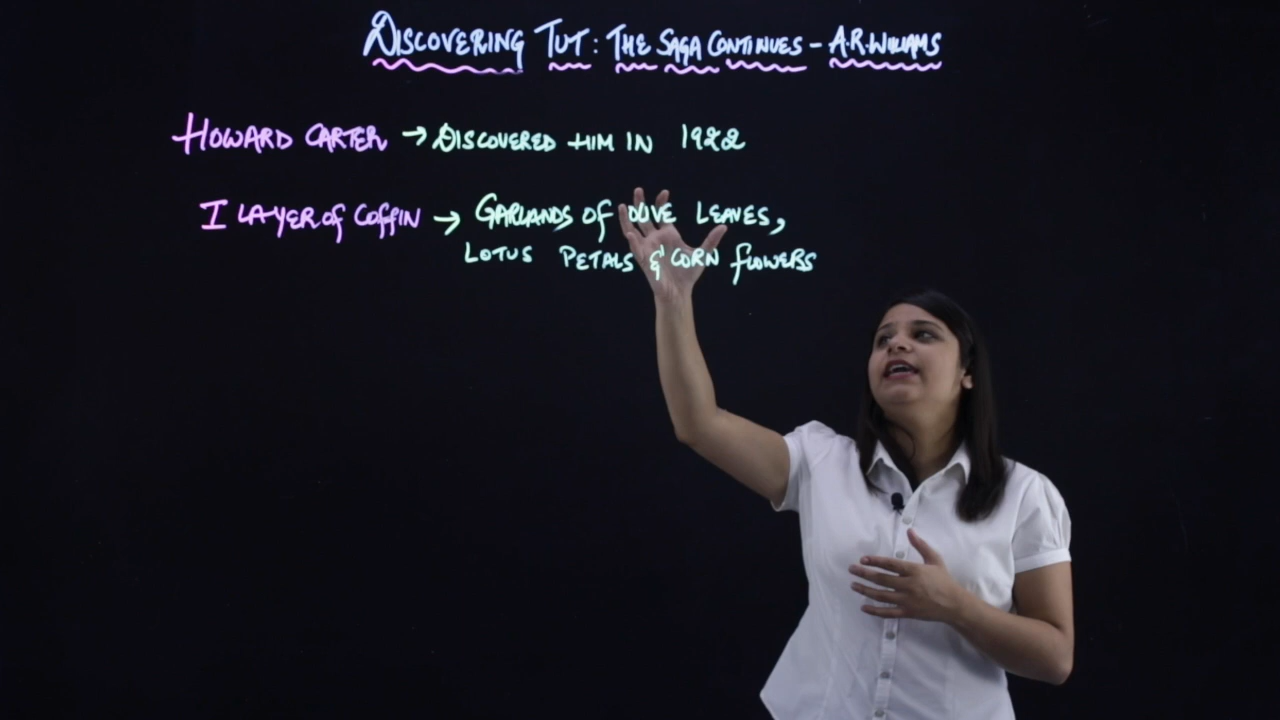 DISCOVERING TUT: THE SAGA CONTINUES - A.R.WILLIAMS
HOWARD CARTER → DISCOVERED HIM IN 1922
I LAYER OF COFFIN → GARLANDS OF OLIVE LEAVES,
LOTUS PETALS & CORN FLOWERS